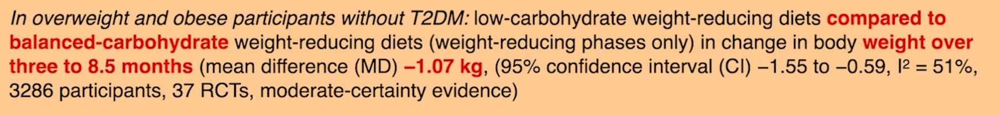 In overweight and obese participants without T2DM: low-carbohydrate weight-reducing diets compared to
balanced-carbohydrate weight-reducing diets (weight-reducing phases only) in change in body weight over
three to 8.5 months (mean difference (MD) −1.07 kg, (95% confidence interval (CI) −1.55 to −0.59, I² = 51%,
3286 participants, 37 RCTs, moderate-certainty evidence)